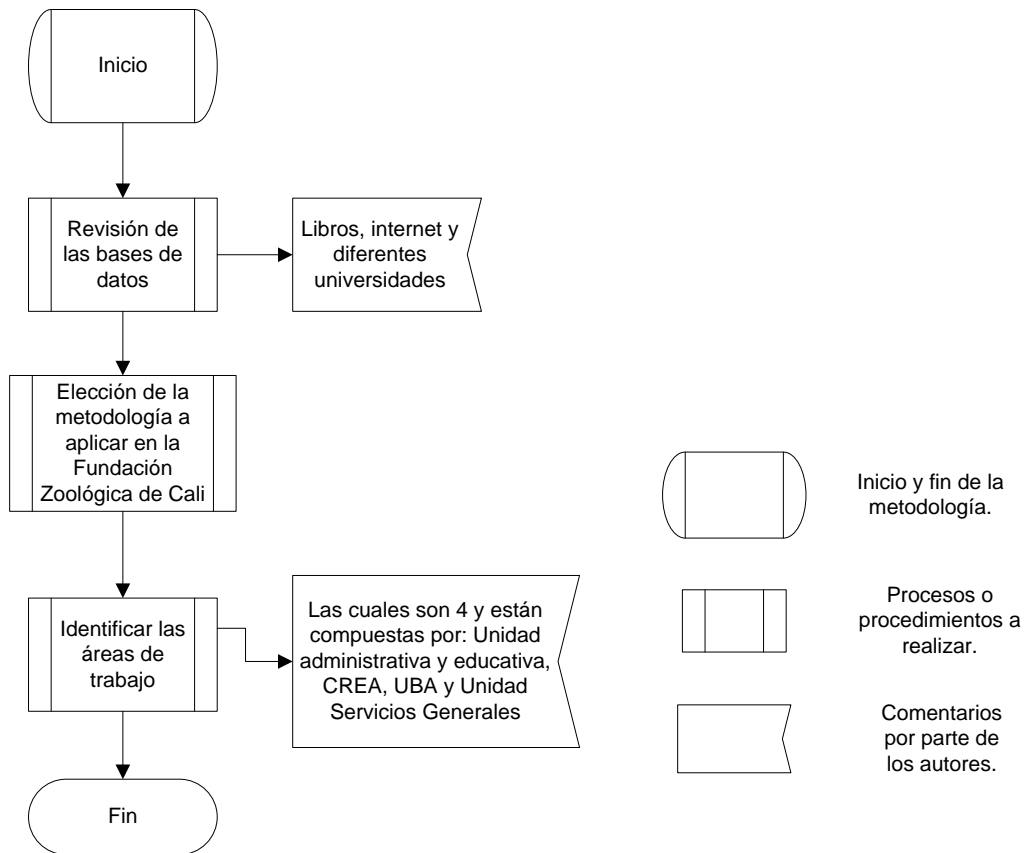 Inicio
Revisión de
las bases de
datos
Libros, internet y
diferentes
universidades
Elección de la
metodología a
aplicar en la
Fundación
Zoológica de Cali
Identificar las
áreas de
trabajo
Las cuales son 4 y están
compuestas por: Unidad
administrativa y educativa,
CREA, UBA y Unidad
Servicios Generales
Fin
Inicio y fin de la
metodología.
Procesos o
procedimientos a
realizar.
Comentarios
por parte de
los autores.